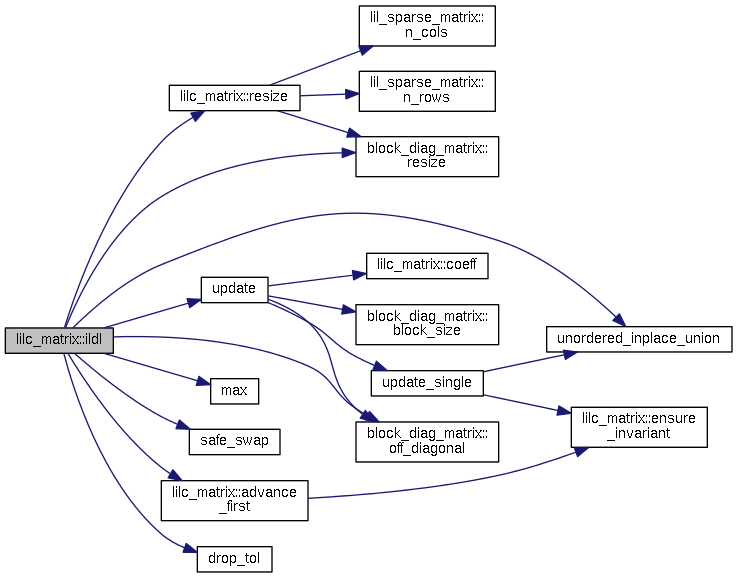 lil_sparse_matrix::
n_cols
lilc_matrix::resize
lil_sparse_matrix::
n_rows
block_diag_matrix::
resize
lilc_matrix::coeff
update
block_diag_matrix::
block_size
unordered_inplace_union
lilc_matrix::ildl
update_single
max
lilc_matrix::ensure
_invariant
safe_swap
block_diag_matrix::
off_diagonal
lilc_matrix::advance
_first
drop_tol